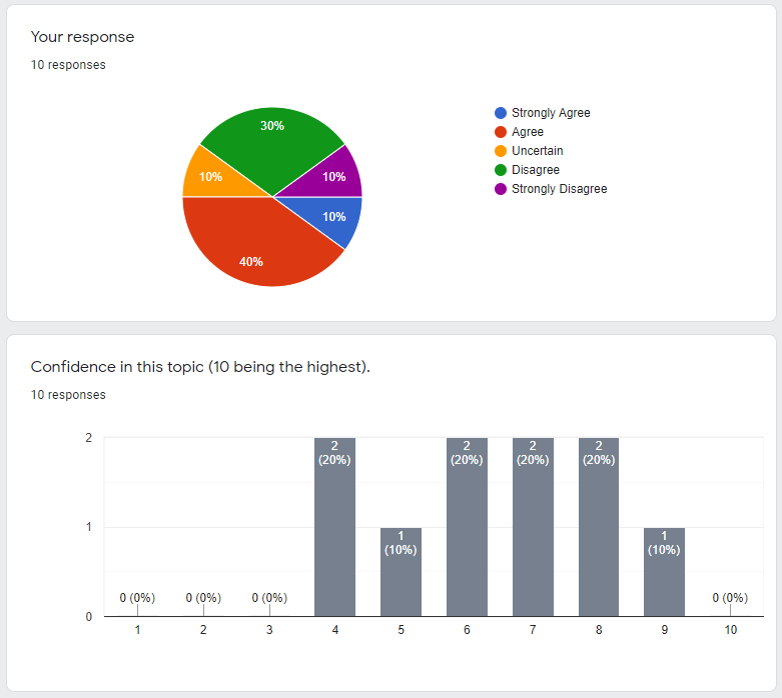 Your response
10 responses
30%
10%
10%
10%
40%
Strongly Agree
Agree
Uncertain
Disagree
Strongly Disagree
Confidence in this topic (10 being the highest).
10 responses
2
1
0
0 (0%)
0 (0%)
0 (0%)
2
(20%)
1
(10%)
2
(20%)
2
(20%)
2
(20%)
1
(10%)
0 (0%)
1 2 3 4 5 6 7 8 9 10